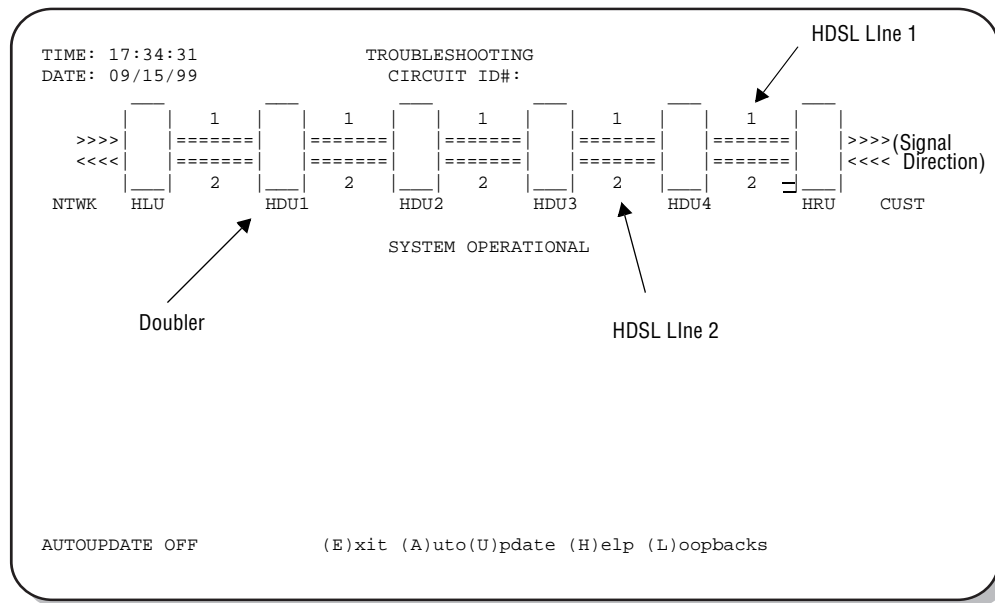 HDSL LIne 1
TIME: 17:34:31 TROUBLESHOOTING
DATE: 09/15/99 CIRCUIT ID#:
1 1 1 1 1
>>>> ======= ======= ======= ======= ======= >>>> (Signal
<<<< ======= ======= ======= ======= ======= <<<< Direction)
2 2 2 2 2
NTWK HLU HDU1 HDU2 HDU3 HDU4 HRU CUST
SYSTEM OPERATIONAL
Doubler
HDSL LIne 2
AUTOUPDATE OFF (E)xit (A)uto(U)pdate (H)elp (L)oopbacks